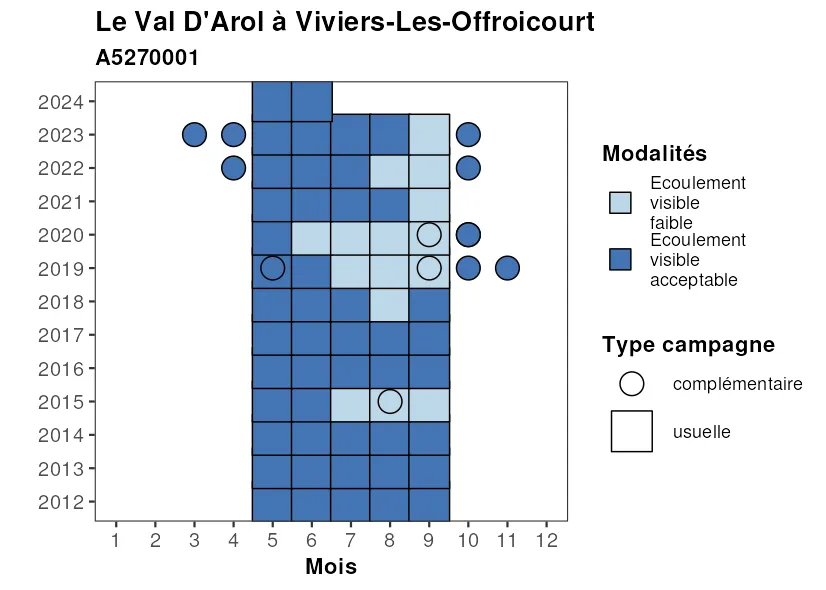 Le Val D'Arol à Viviers-Les-Offroicourt
A5270001
2024
2023
2022
2021
2020
2019
2018
2017
2016
2015
2014
2013
2012
1 2 3 4 5 6 7 8 9 10 11 12
Mois
Modalités
Ecoulement
visible
faible
Ecoulement
visible
acceptable
Type campagne
complémentaire
usuelle